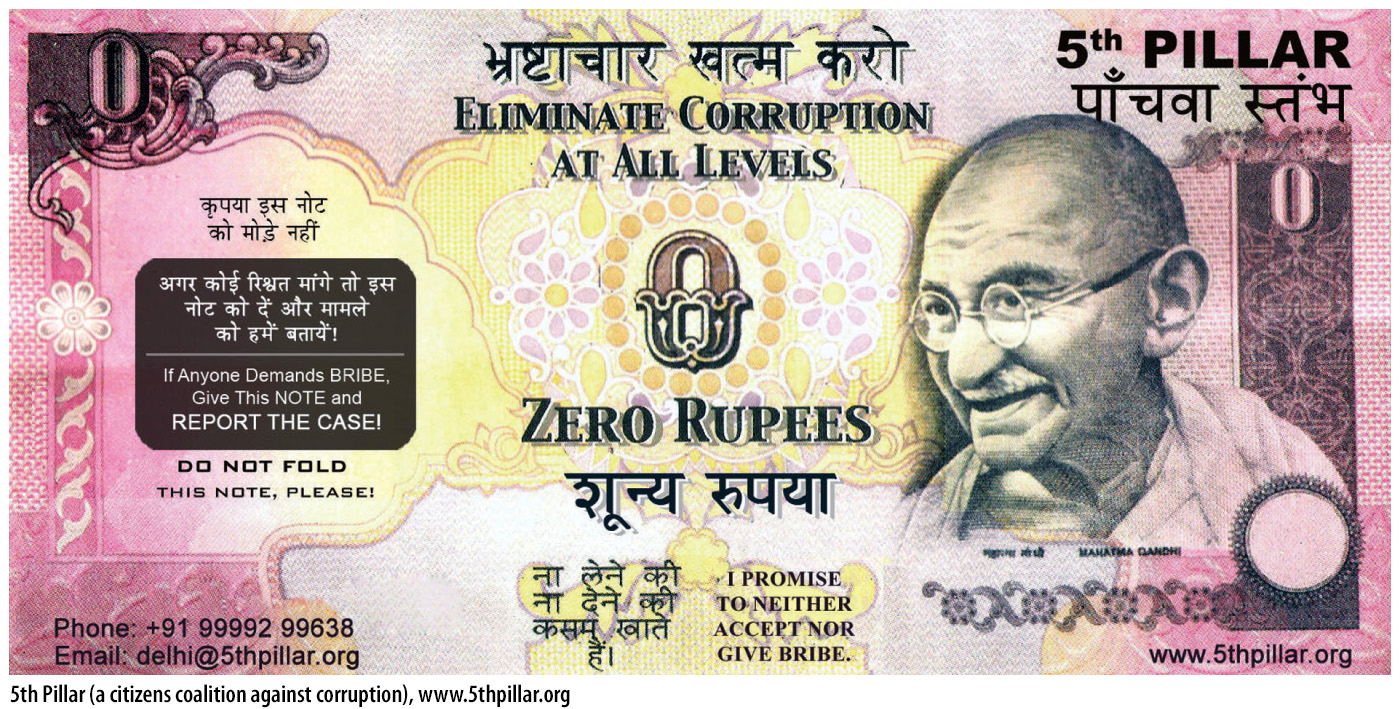 0
भ्रष्टाचार खत्म करो
ELIMINATE CORRUPTION
AT ALL LEVELS
5th PILLAR
पाँचवा स्तंभ
0
कृपया इस नोट
को मोड़े नहीं
अगर कोई रिश्वत मांगे तो इस
नोट को दें और मामले
को हमें बतायें!
If Anyone Demands BRIBE,
Give This NOTE and
REPORT THE CASE!
DO NOT FOLD
THIS NOTE, PLEASE!
0
ZERO RUPEES
शून्य रुपया
महात्मा गांधी MAHATMA GANDHI
ना लेने की
ना देने की
कसम खाते
हैं।
I PROMISE
TO NEITHER
ACCEPT NOR
GIVE BRIBE.
Phone: +91 99992 99638
Email: delhi@5thpillar.org
www.5thpillar.org
5th Pillar (a citizens coalition against corruption), www.5thpillar.org